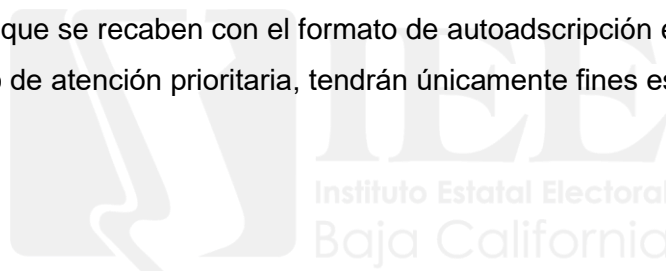 que se recaben con el formato de autoadscripción
de atención prioritaria, tendrán únicamente fines
IEE
Instituto Estatal Electoral
Baja California